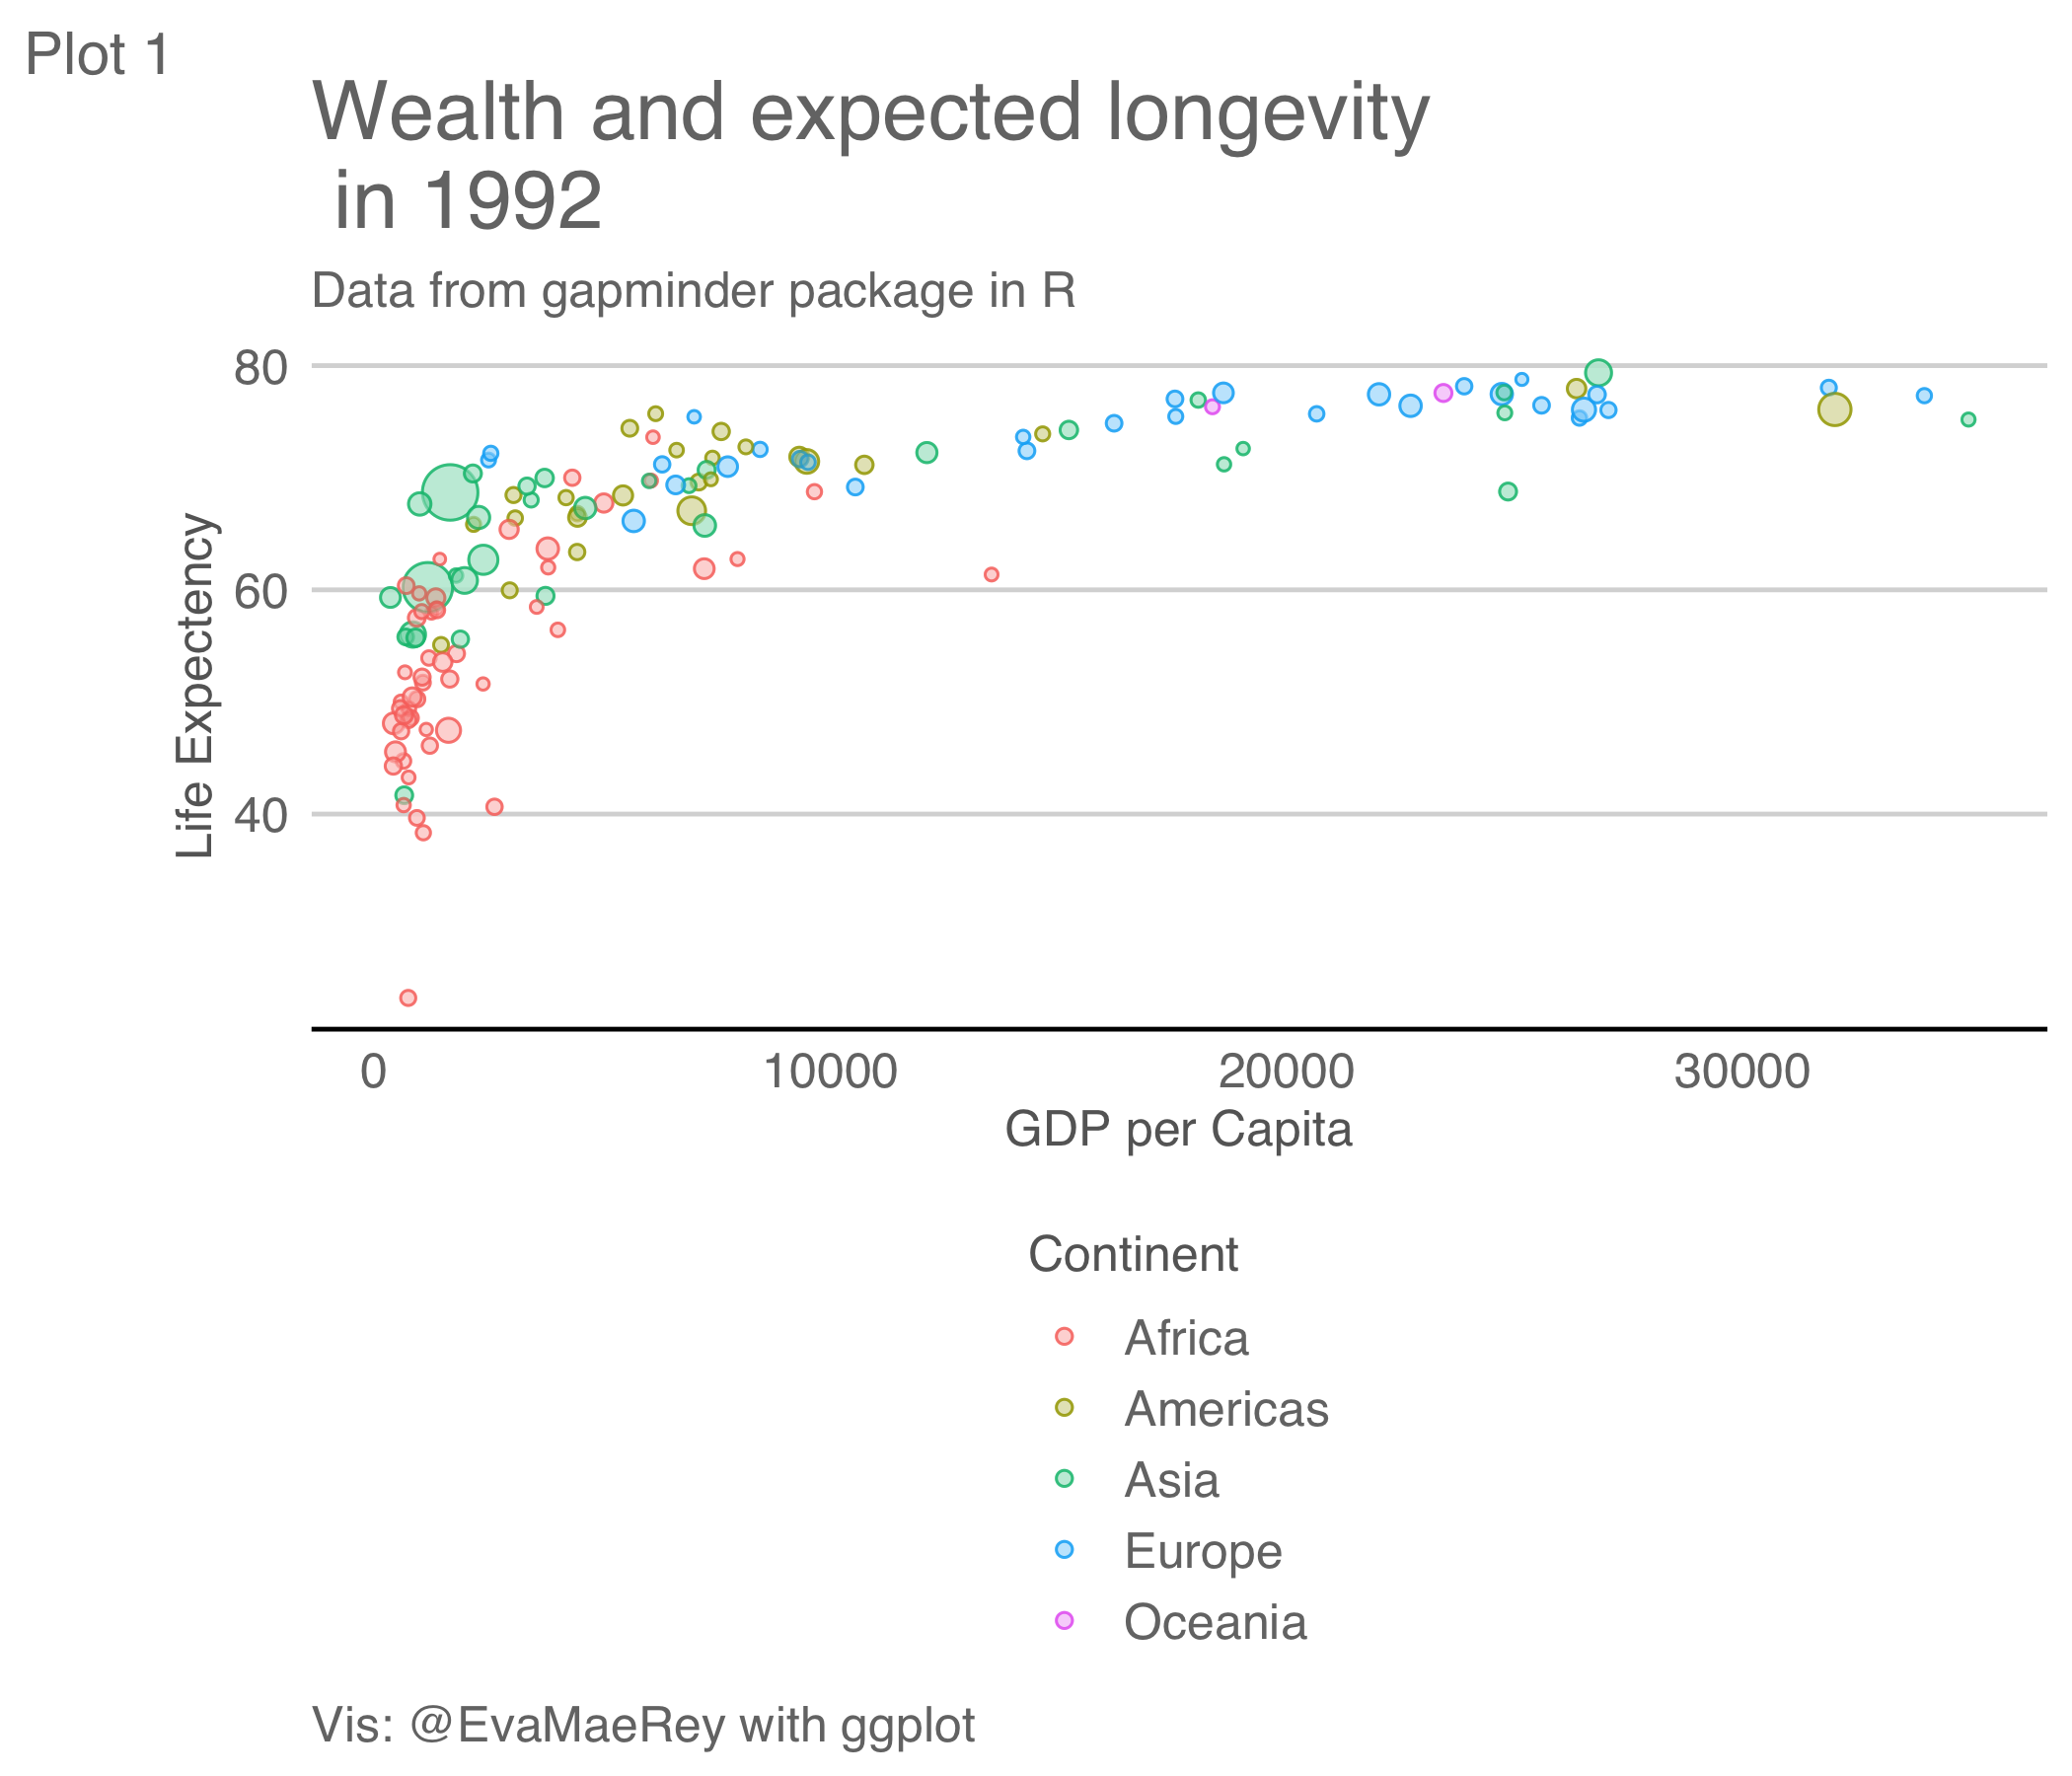 Plot 1
Wealth and expected longevity
in 1992
Data from gapminder package in R
80
60
40
Life Expectency
0 10000 20000 30000
GDP per Capita
Continent
Africa
Americas
Asia
Europe
Oceania
Vis: @EvaMaeRey with ggplot